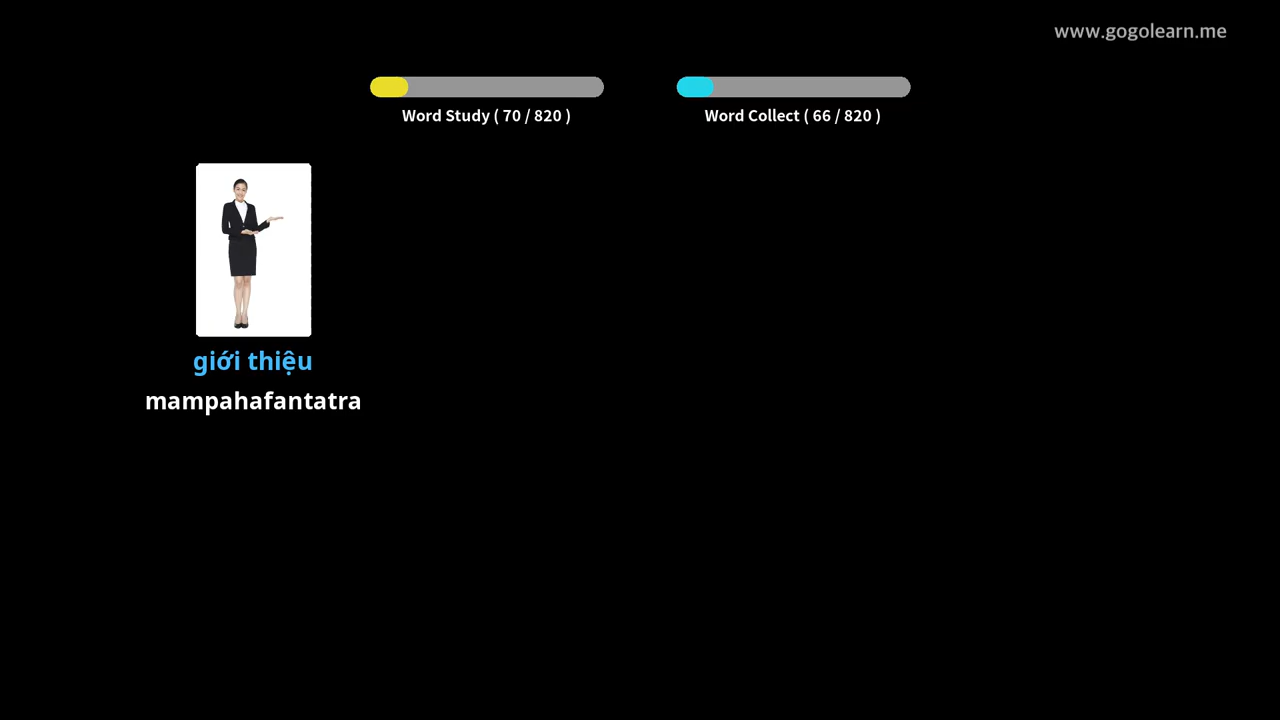 www.gogolearn.me
Word Study ( 70 / 820 )
Word Collect ( 66 / 820 )
giới thiệu
mampahafantatra